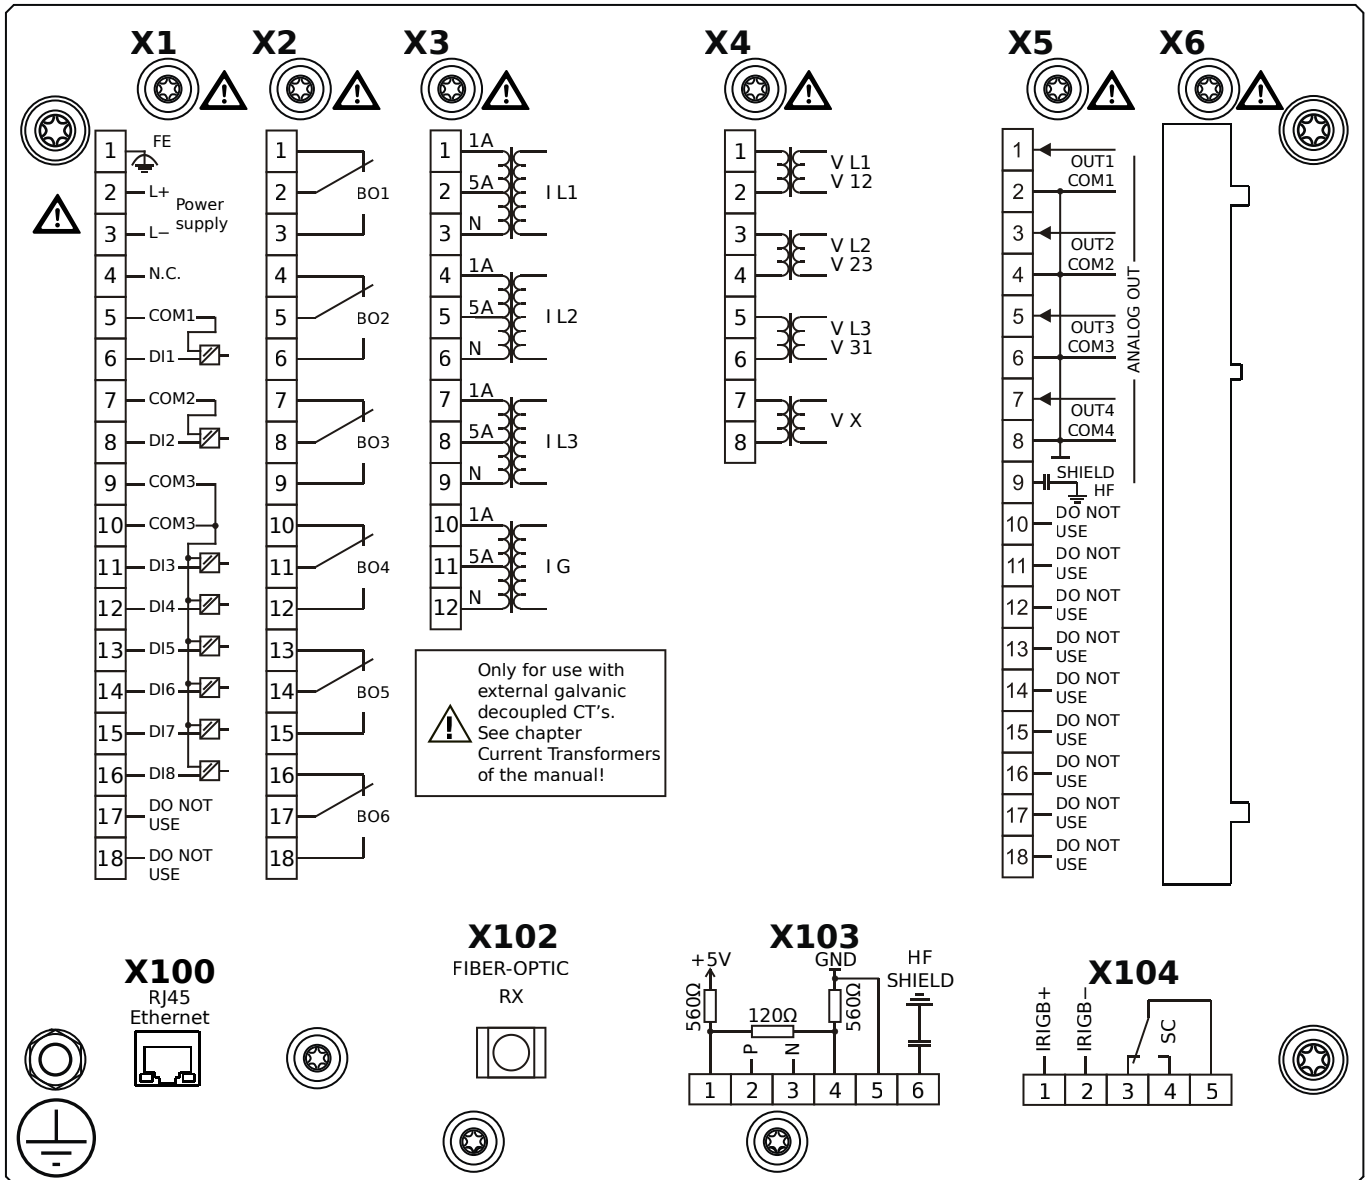 X1
1 FE
2 L+
Power
supply
3 L−
4 N.C.
5 COM1
6 DI1
7 COM2
8 DI2
9 COM3
10 COM3
11 DI3
12 DI4
13 DI5
14 DI6
15 DI7
16 DI8
17 DO NOT
USE
18 DO NOT
USE
X2
1
2 BO1
3
4
5 BO2
6
7
8 BO3
9
10
11 BO4
12
13
14 BO5
15
16
17 BO6
18
X3
1 1A
2 5A I L1
3 N
4 1A
5 5A I L2
6 N
7 1A
8 5A I L3
9 N
10 1A
11 5A I G
12 N
Only for use with
external galvanic
decoupled CT's.
See chapter
Current Transformers
of the manual!
X4
1 V L1
2 V 12
3 V L2
4 V 23
5 V L3
6 V 31
7 V X
8
X5
1 OUT1
2 COM1
3 OUT2
4 COM2
5 OUT3
6 COM3
7 OUT4
8 COM4
ANALOG OUT
9 SHIELD
HF
10 DO NOT
USE
11 DO NOT
USE
12 DO NOT
USE
13 DO NOT
USE
14 DO NOT
USE
15 DO NOT
USE
16 DO NOT
USE
17 DO NOT
USE
18 DO NOT
USE
X6
X100
RJ45
Ethernet
X102
FIBER-OPTIC
RX
X103
+5V GND HF
SHIELD
560Ω 120Ω 560Ω
P N
1 2 3 4 5 6
X104
IRIGB+ IRIGB− SC
1 2 3 4 5